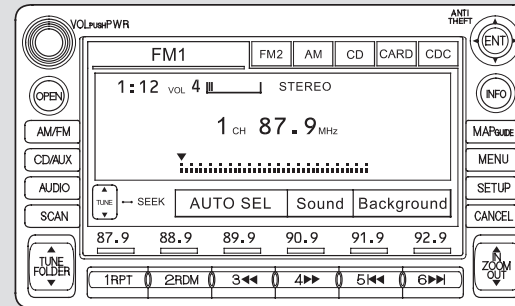 VOL PUSH PWR
ANTI THEFT
FM1 FM2 AM CD CARD CDC
ENT
OPEN
1:12 VOL 4 STEREO
INFO
1 CH 87.9 MHz
AM/FM
MAP GUIDE
CD/AUX
MENU
AUDIO
SETUP
TUNE SEEK AUTO SEL Sound Background
SCAN
CANCEL
87.9 88.9 89.9 90.9 91.9 92.9
TUNE FOLDER
IN ZOOM OUT
1RPT 2RDM 3◀◀ 4▶▶ 5|◀◀ 6▶▶|